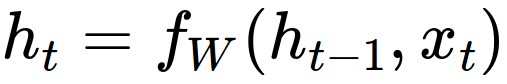 h_t = f_W(h_{t-1}, x_t)